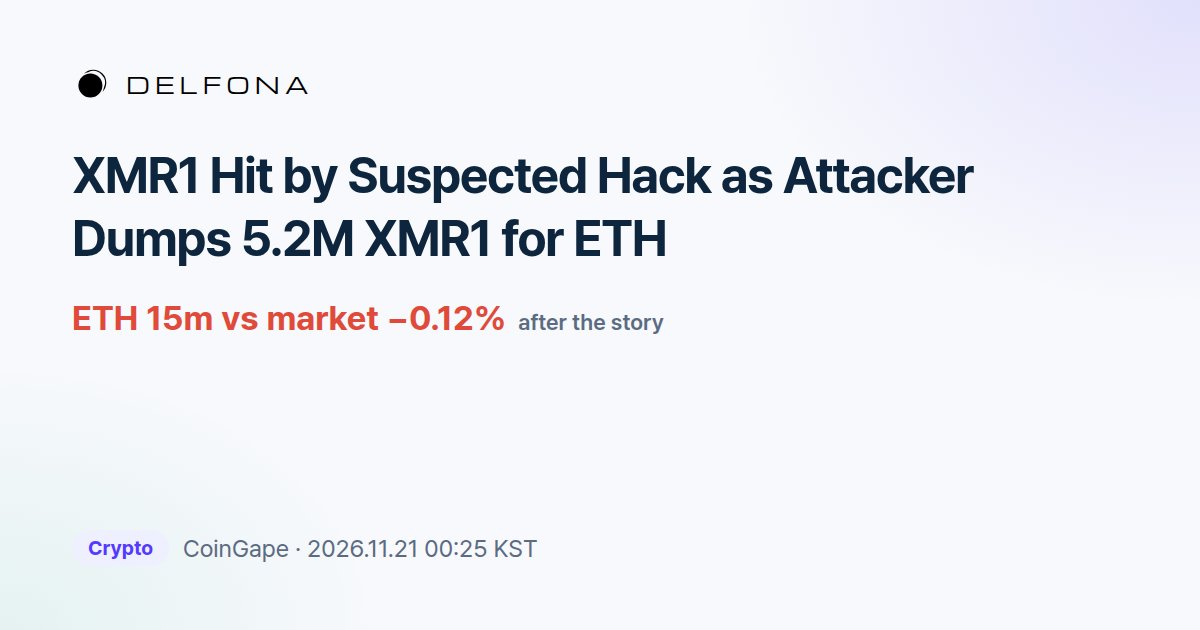 DELFONA
XMR1 Hit by Suspected Hack as Attacker
Dumps 5.2M XMR1 for ETH
ETH 15m vs market −0.12% after the story
Crypto CoinGape · 2026.11.21 00:25 KST